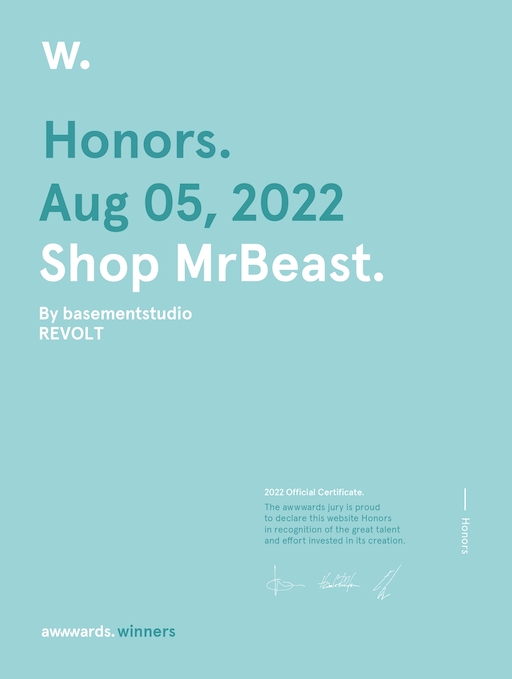 w.
Honors.
Aug 05, 2022
Shop MrBeast.
By basementstudio
REVOLT
2022 Official Certificate.
The awwwards jury is proud
to declare this website Honors
in recognition of the great talent
and effort invested in its creation.
Honors
awwwards.winners